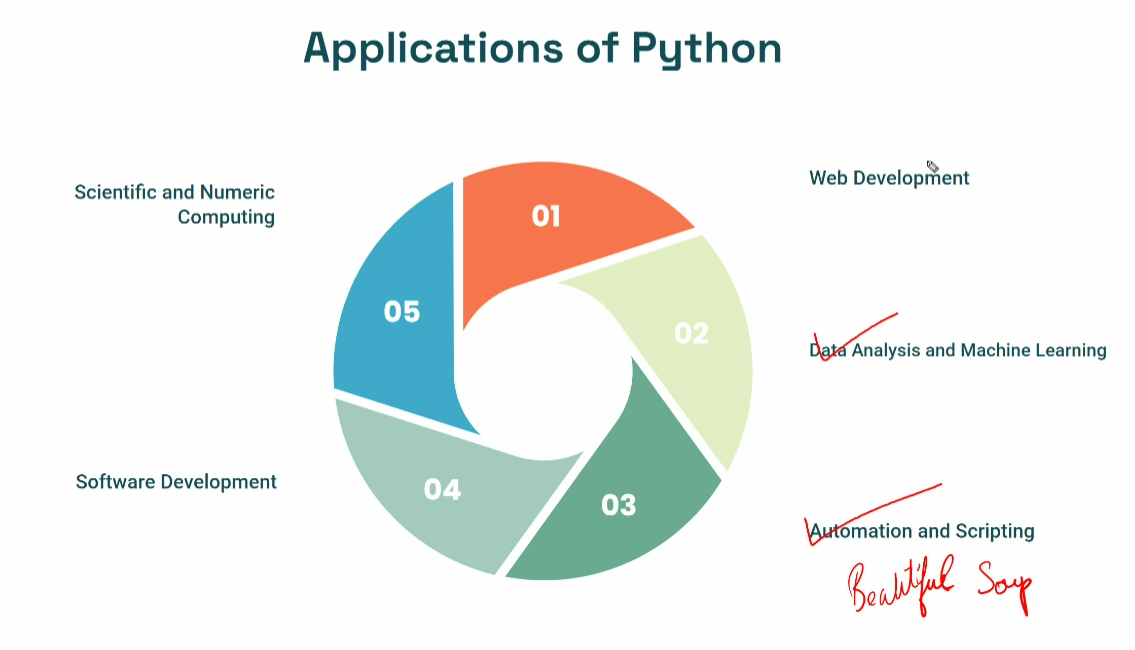 Applications of Python
01
Web Development
02
Data Analysis and Machine Learning
03
Automation and Scripting
Beautiful Soup
04
Software Development
05
Scientific and Numeric
Computing